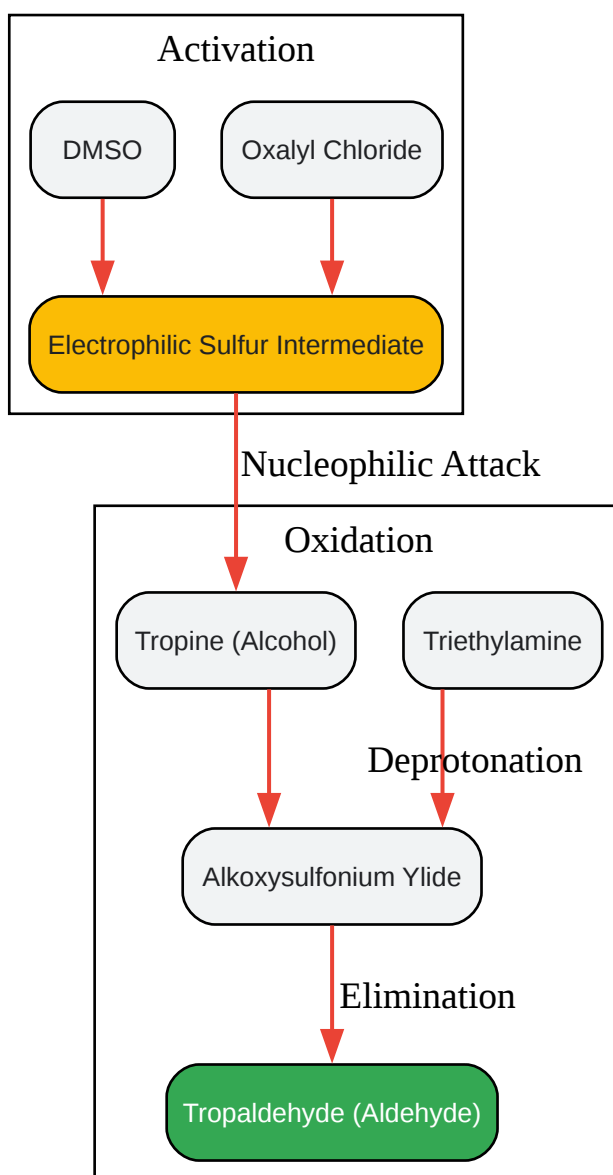 Activation
DMSO
Oxalyl Chloride
Electrophilic Sulfur Intermediate
Nucleophilic Attack
Oxidation
Tropine (Alcohol)
Triethylamine
Deprotonation
Alkoxysulfonium Ylide
Elimination
Tropaldehyde (Aldehyde)